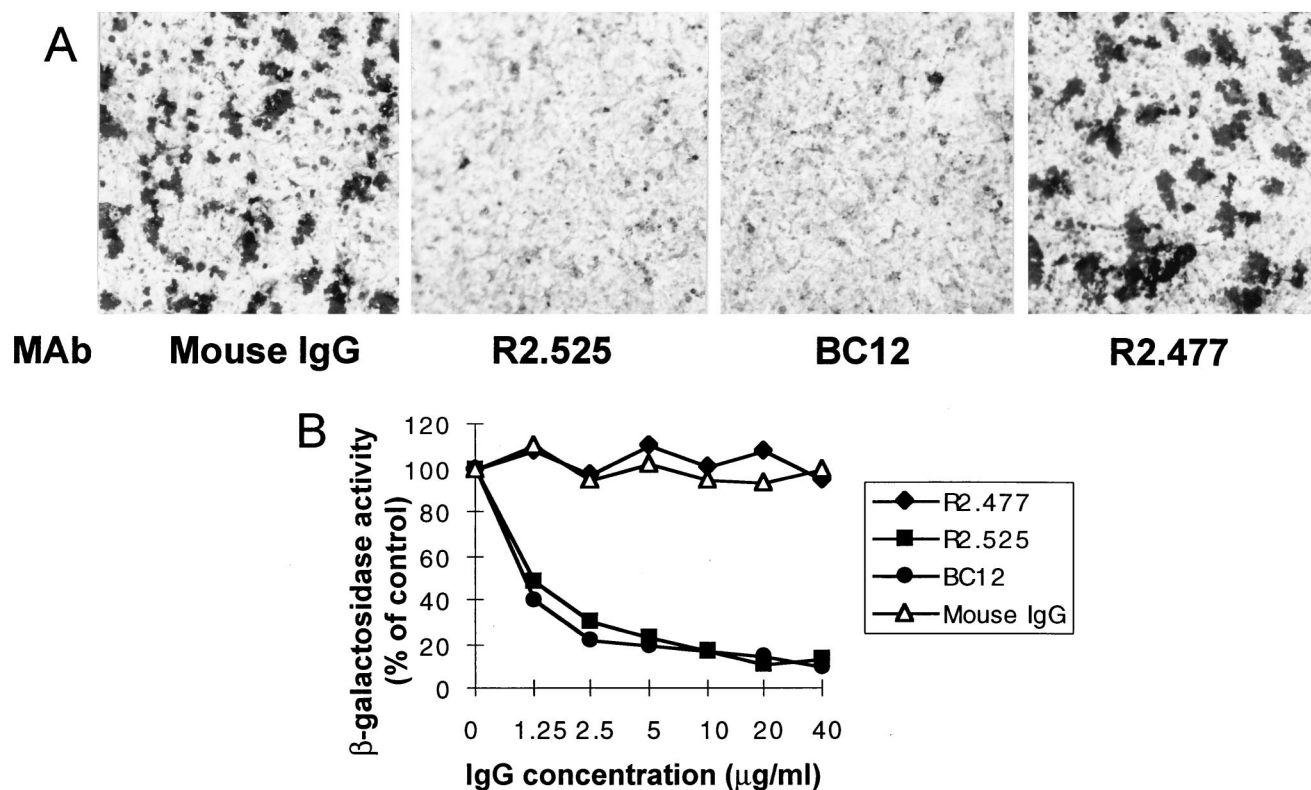 A
MAb Mouse IgG R2.525 BC12 R2.477
B
β-galactosidase activity
(% of control)
120
100
80
60
40
20
0
0 1.25 2.5 5 10 20 40
IgG concentration (μg/ml)
R2.477
R2.525
BC12
Mouse IgG